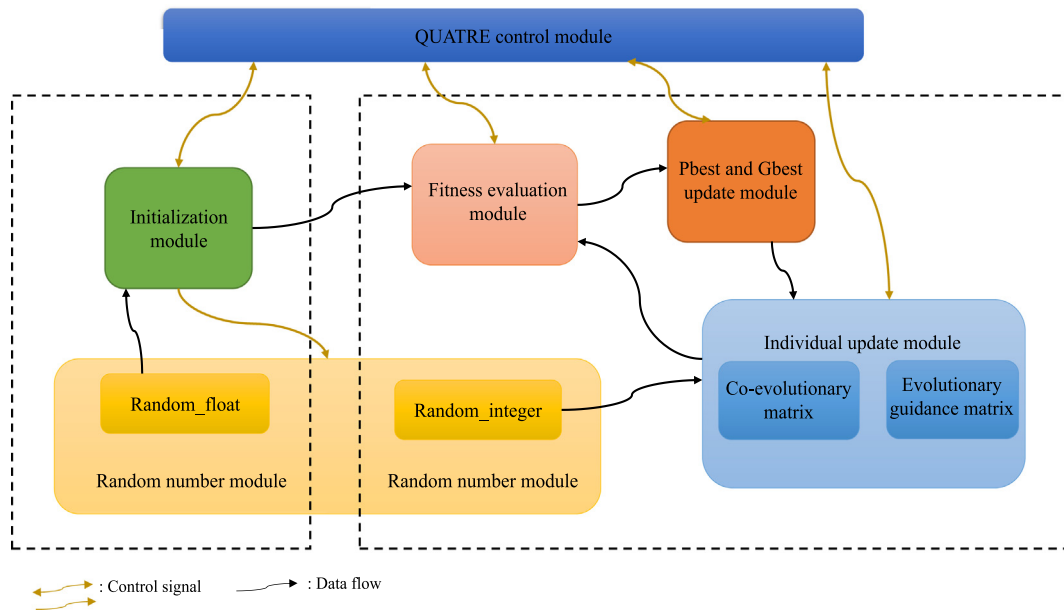 QUATRE control module
Initialization
module
Fitness evaluation
module
Pbest and Gbest
update module
Individual update module
Co-evolutionary
matrix
Evolutionary
guidance matrix
Random_float
Random_integer
Random number module
Random number module
: Control signal
: Data flow